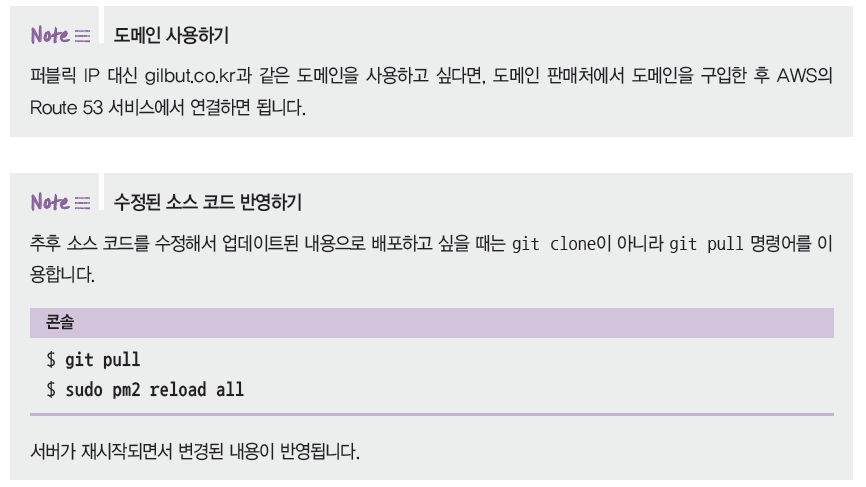 Note 도메인 사용하기
퍼블릭 IP 대신 gilbut.co.kr과 같은 도메인을 사용하고 싶다면, 도메인 판매처에서 도메인을 구입한 후 AWS의
Route 53 서비스에서 연결하면 됩니다.
Note 수정된 소스 코드 반영하기
추후 소스 코드를 수정해서 업데이트된 내용으로 배포하고 싶을 때는 git clone이 아니라 git pull 명령어를 이
용합니다.
콘솔
$ git pull
$ sudo pm2 reload all
서버가 재시작되면서 변경된 내용이 반영됩니다.